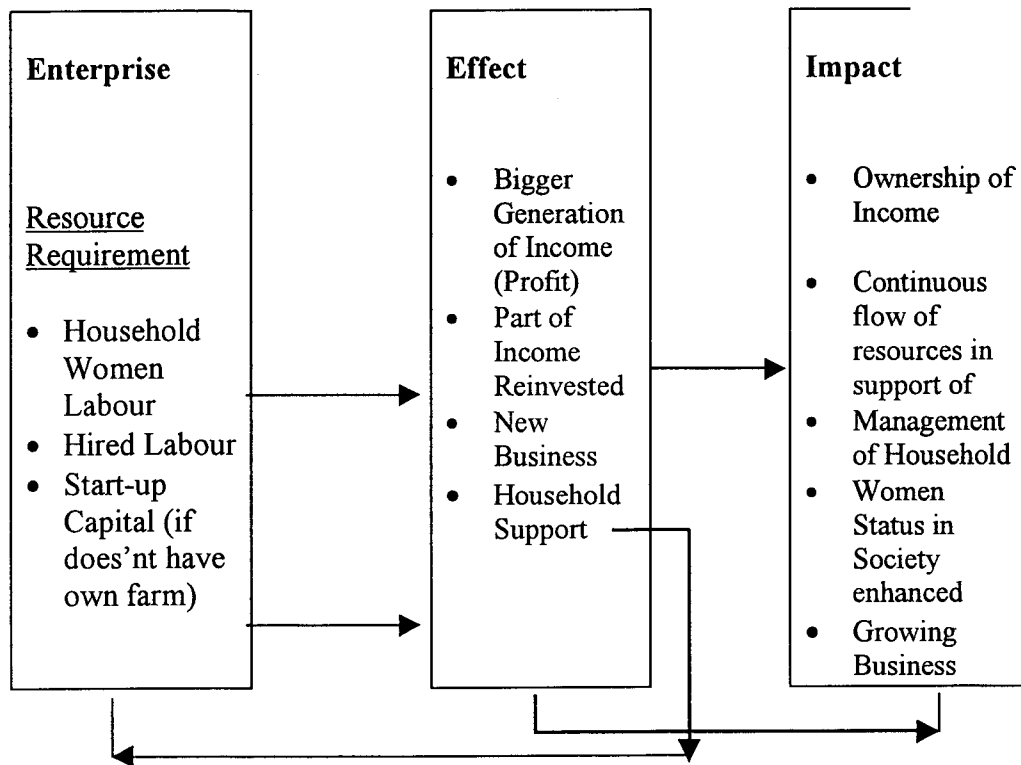 Enterprise
Resource
Requirement
• Household
Women
Labour
• Hired Labour
• Start-up
Capital (if
does'nt have
own farm)
Effect
• Bigger
Generation
of Income
(Profit)
• Part of
Income
Reinvested
• New
Business
• Household
Support
Impact
• Ownership of
Income
• Continuous
flow of
resources in
support of
• Management
of Household
• Women
Status in
Society
enhanced
• Growing
Business